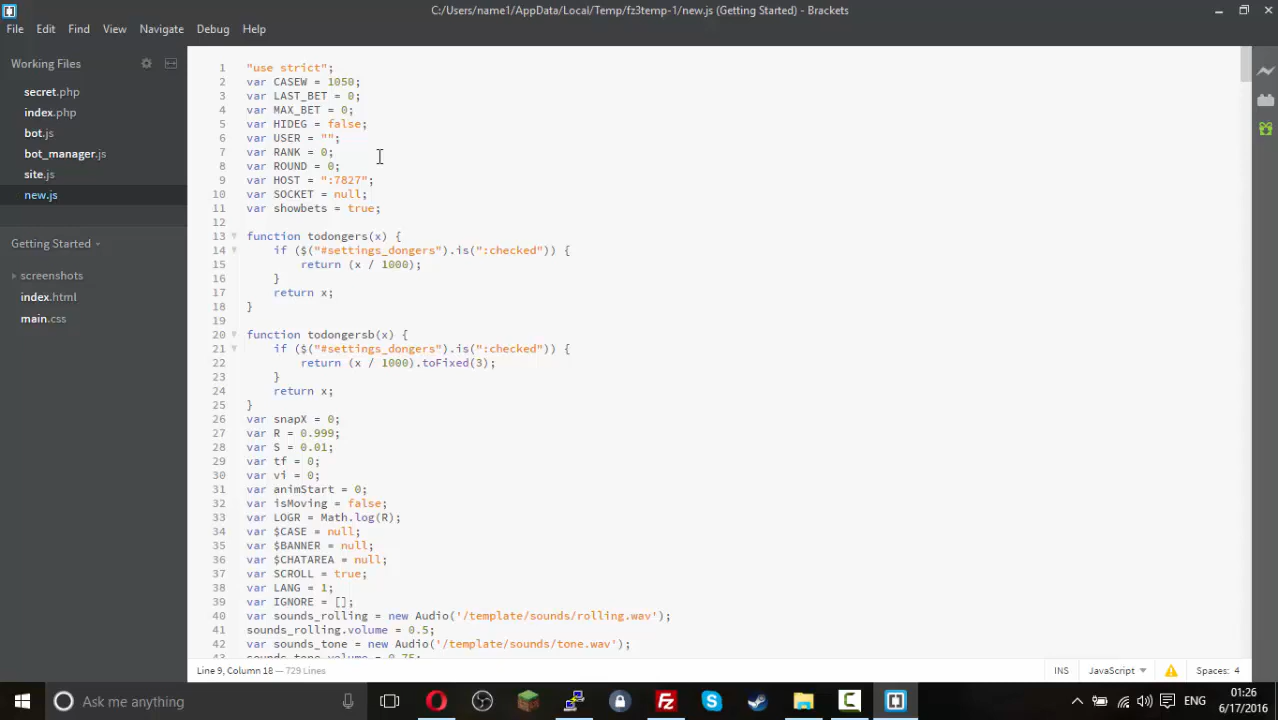 C:/Users/name1/AppData/Local/Temp/fz3temp-1/new.js (Getting Started) - Brackets
File Edit Find View Navigate Debug Help
Working Files
secret.php
index.php
bot.js
bot_manager.js
site.js
new.js
Getting Started
screenshots
index.html
main.css
1 "use strict";
2 var CASEW = 1050;
3 var LAST_BET = 0;
4 var MAX_BET = 0;
5 var HIDEG = false;
6 var USER = "";
7 var RANK = 0;
8 var ROUND = 0;
9 var HOST = ":7827";
10 var SOCKET = null;
11 var showbets = true;
12
13 function todongers(x) {
14     if ($("#settings_dongers").is(":checked")) {
15         return (x / 1000);
16     }
17     return x;
18 }
19
20 function todongersb(x) {
21     if ($("#settings_dongers").is(":checked")) {
22         return (x / 1000).toFixed(3);
23     }
24     return x;
25 }
26 var snapX = 0;
27 var R = 0.999;
28 var S = 0.01;
29 var tf = 0;
30 var vi = 0;
31 var animStart = 0;
32 var isMoving = false;
33 var LOGR = Math.log(R);
34 var $CASE = null;
35 var $BANNER = null;
36 var $CHATAREA = null;
37 var SCROLL = true;
38 var LANG = 1;
39 var IGNORE = [];
40 var sounds_rolling = new Audio('/template/sounds/rolling.wav');
41 sounds_rolling.volume = 0.5;
42 var sounds_tone = new Audio('/template/sounds/tone.wav');
43 sounds_tone.volume = 0.75;
Line 9, Column 18 — 729 Lines
INS JavaScript Spaces: 4
Ask me anything
ENG
01:26
6/17/2016